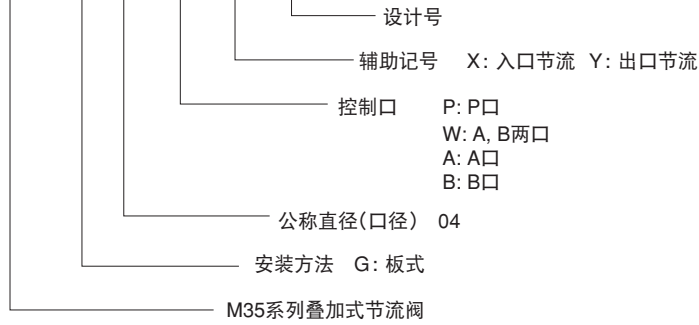 设计号
辅助记号 X: 入口节流 Y: 出口节流
控制口 P: P口
W: A, B两口
A: A口
B: B口
公称直径(口径) 04
安装方法 G: 板式
M35系列叠加式节流阀